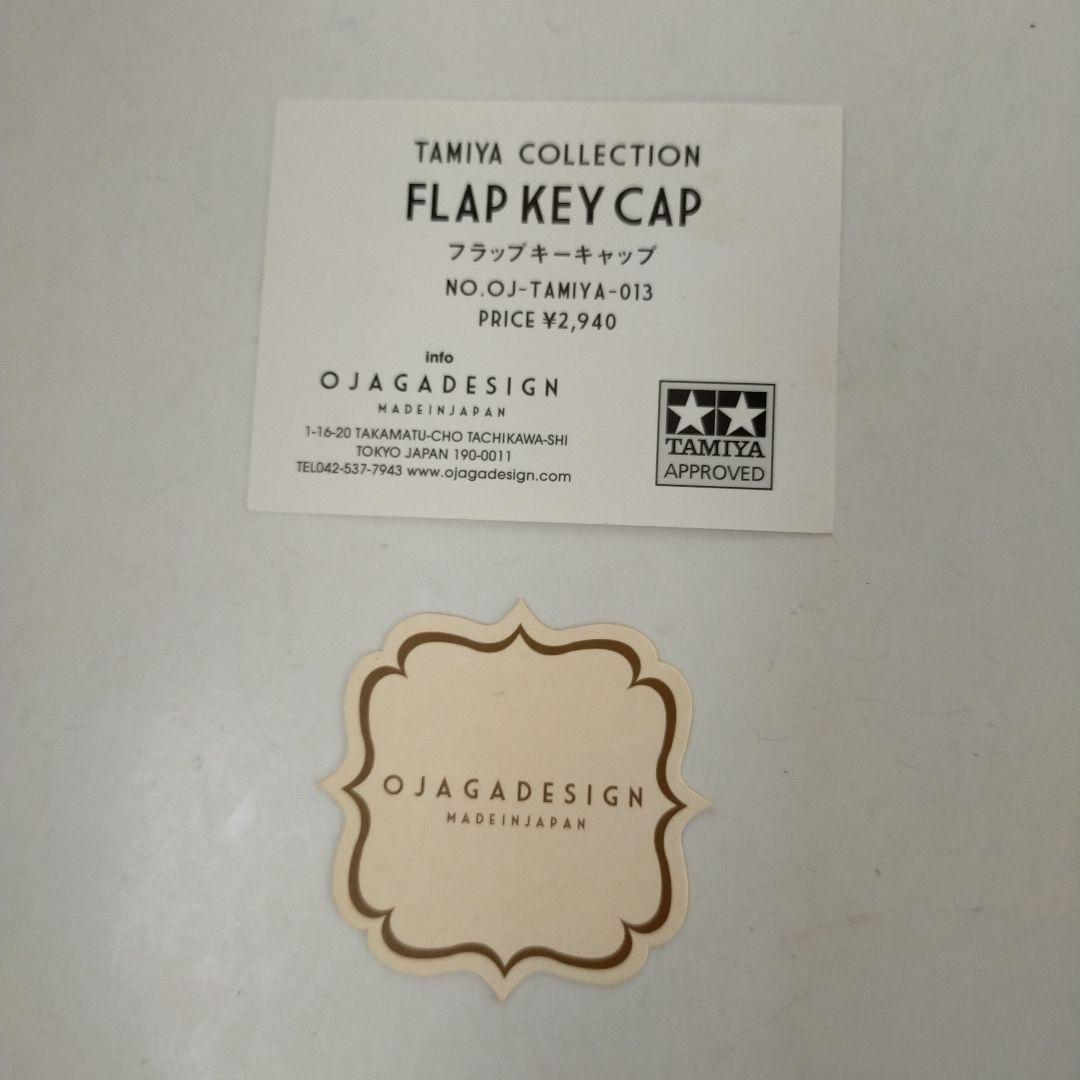 TAMIYA COLLECTION
FLAP KEY CAP
フラップキーキャップ
NO.OJ-TAMIYA-013
PRICE ¥2,940
info
OJAGADESIGN
MADEINJAPAN
1-16-20 TAKAMATU-CHO TACHIKAWA-SHI
TOKYO JAPAN 190-0011
TEL042-537-7943 www.ojagadesign.com
TAMIYA
APPROVED
OJAGADESIGN
MADEINJAPAN